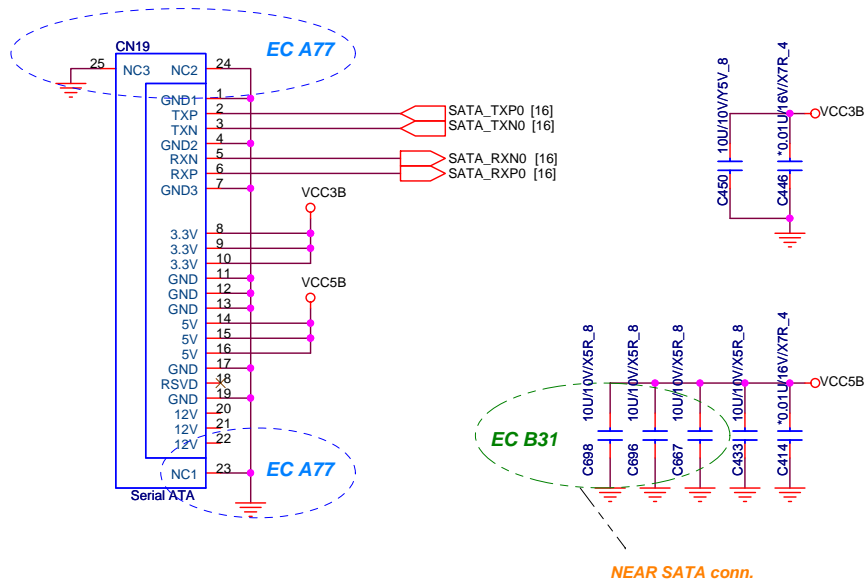 CN19
EC A77
25 NC3 NC2 24
GND1 1
TXP 2 SATA_TXP0 [16]
TXN 3 SATA_TXN0 [16]
GND2 4
RXN 5 SATA_RXN0 [16]
RXP 6 SATA_RXP0 [16]
GND3 7
VCC3B
3.3V 8
3.3V 9
3.3V 10
GND 11
GND 12
GND 13
VCC5B
5V 14
5V 15
5V 16
GND 17
RSVD 18
GND 19
12V 20
12V 21
12V 22
EC A77
NC1 23
Serial ATA
C450 10U/10V/Y5V_8
C446 *0.01U/16V/X7R_4
VCC3B
C698 10U/10V/X5R_8
C696 10U/10V/X5R_8
C667 10U/10V/X5R_8
C433 10U/10V/X5R_8
C414 *0.01U/16V/X7R_4
VCC5B
EC B31
NEAR SATA conn.